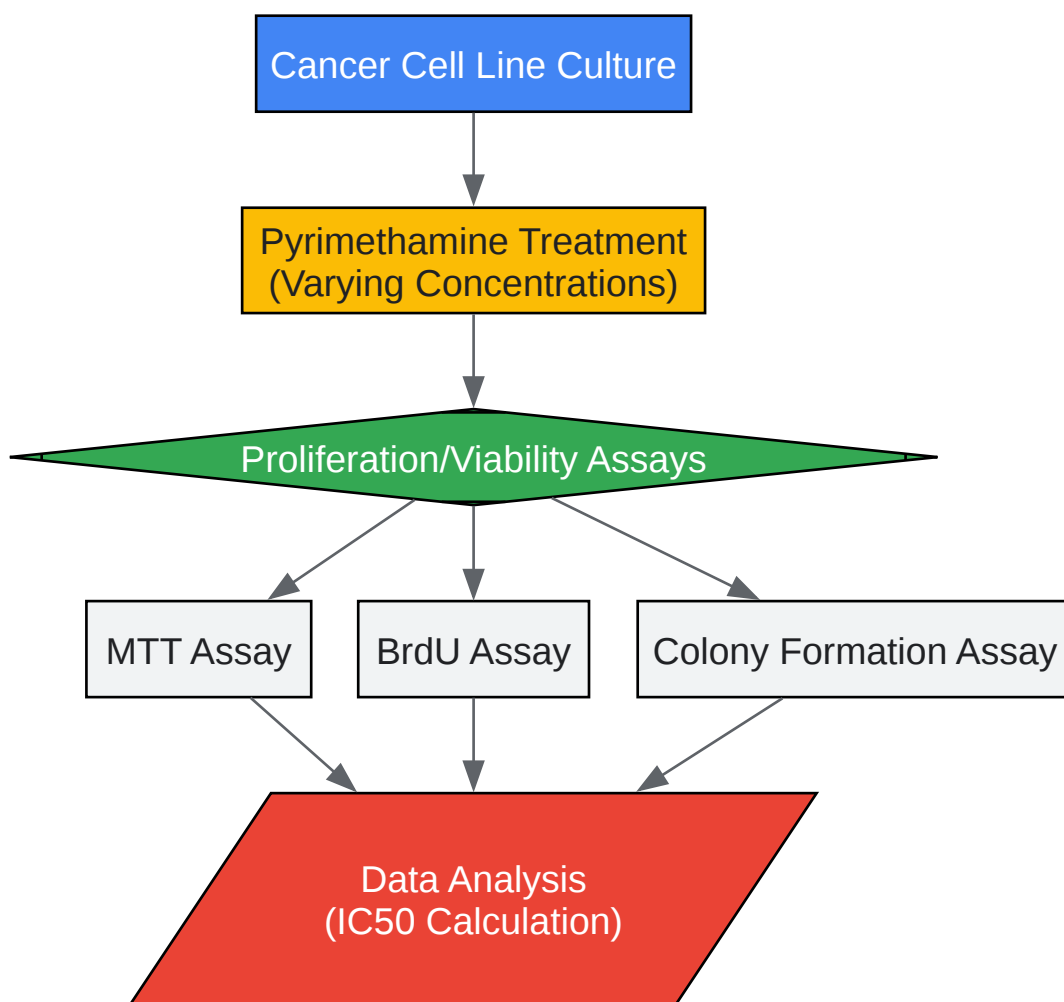 Cancer Cell Line Culture
Pyrimethamine Treatment
(Varying Concentrations)
Proliferation/Viability Assays
MTT Assay
BrdU Assay
Colony Formation Assay
Data Analysis
(IC50 Calculation)